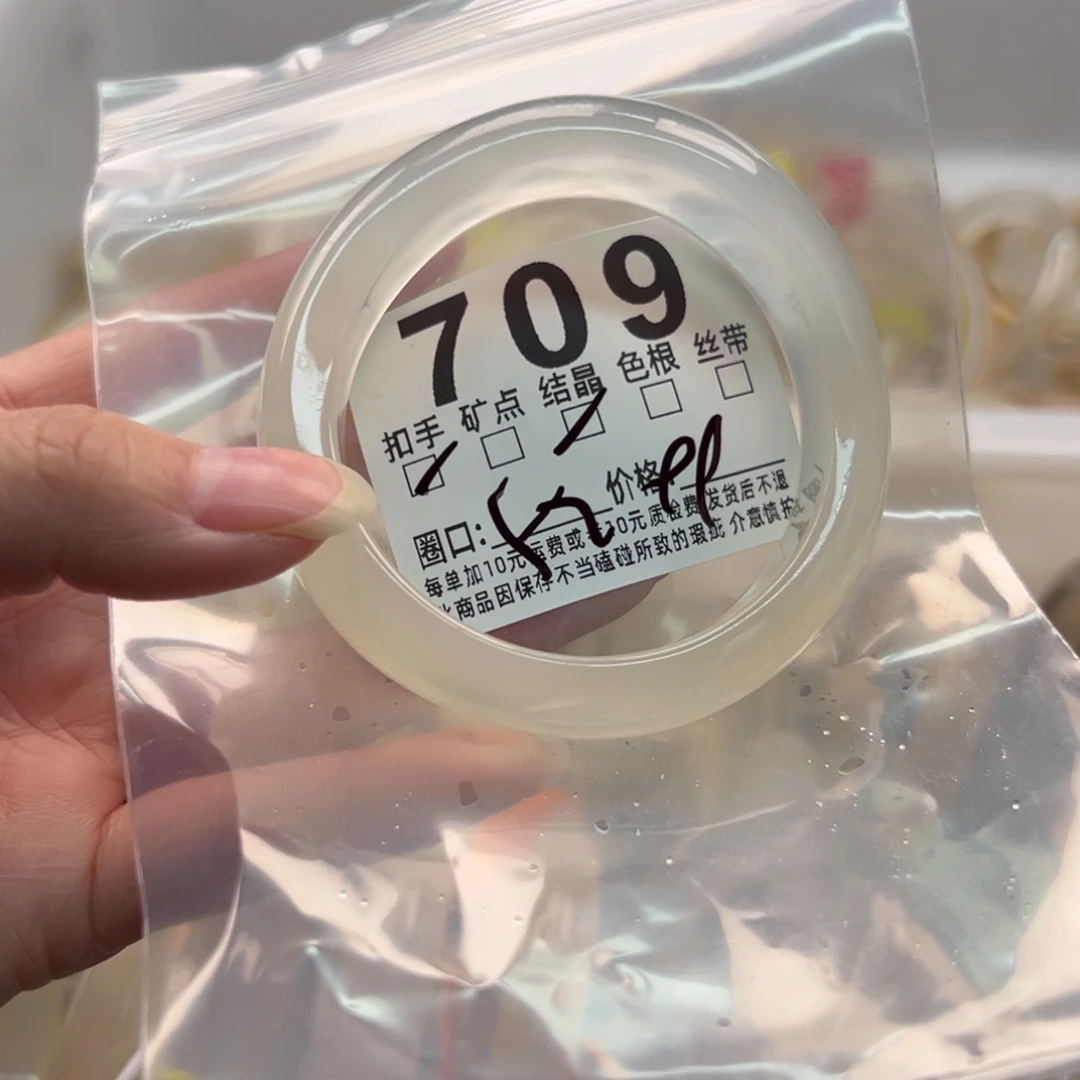 709
扣手 矿点 结晶 色根 丝带
圈口: 价格:
每单加10元运费或者10元质检费 发货后不退
商品因保存不当磕碰所致的瑕疵 介意慎拍